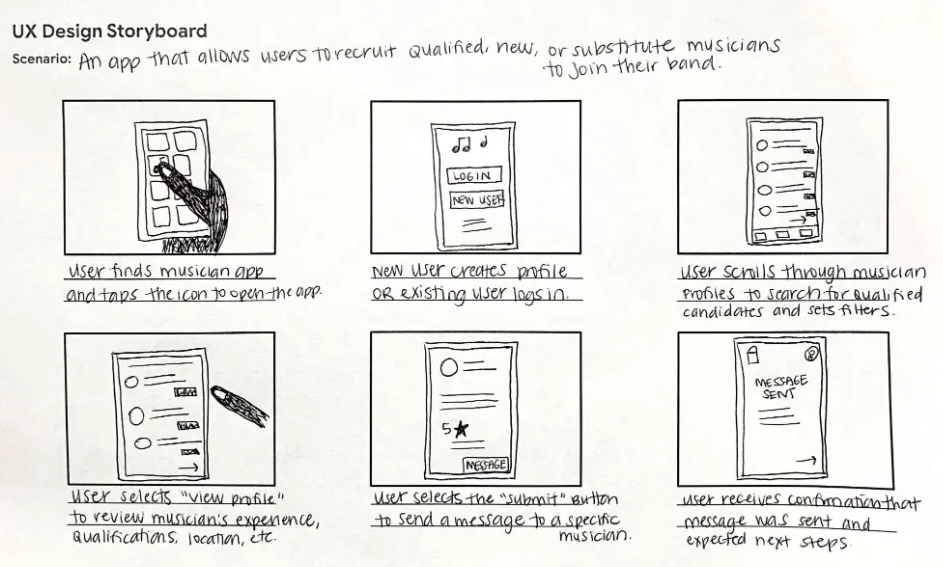 UX Design Storyboard
Scenario: An app that allows users to recruit qualified, new, or substitute musicians
to join their band.
LOGIN
NEW USER
User finds musician app
and taps the icon to open the app.
New user creates profile
OR existing user logs in.
User scrolls through musician
profiles to search for qualified
candidates and sets filters.
5★
MESSAGE
MESSAGE
SENT
User selects "view profile"
to review musician's experience,
qualifications, location, etc.
User selects the "submit" button
to send a message to a specific
musician.
User receives confirmation that
message was sent and
expected next steps.